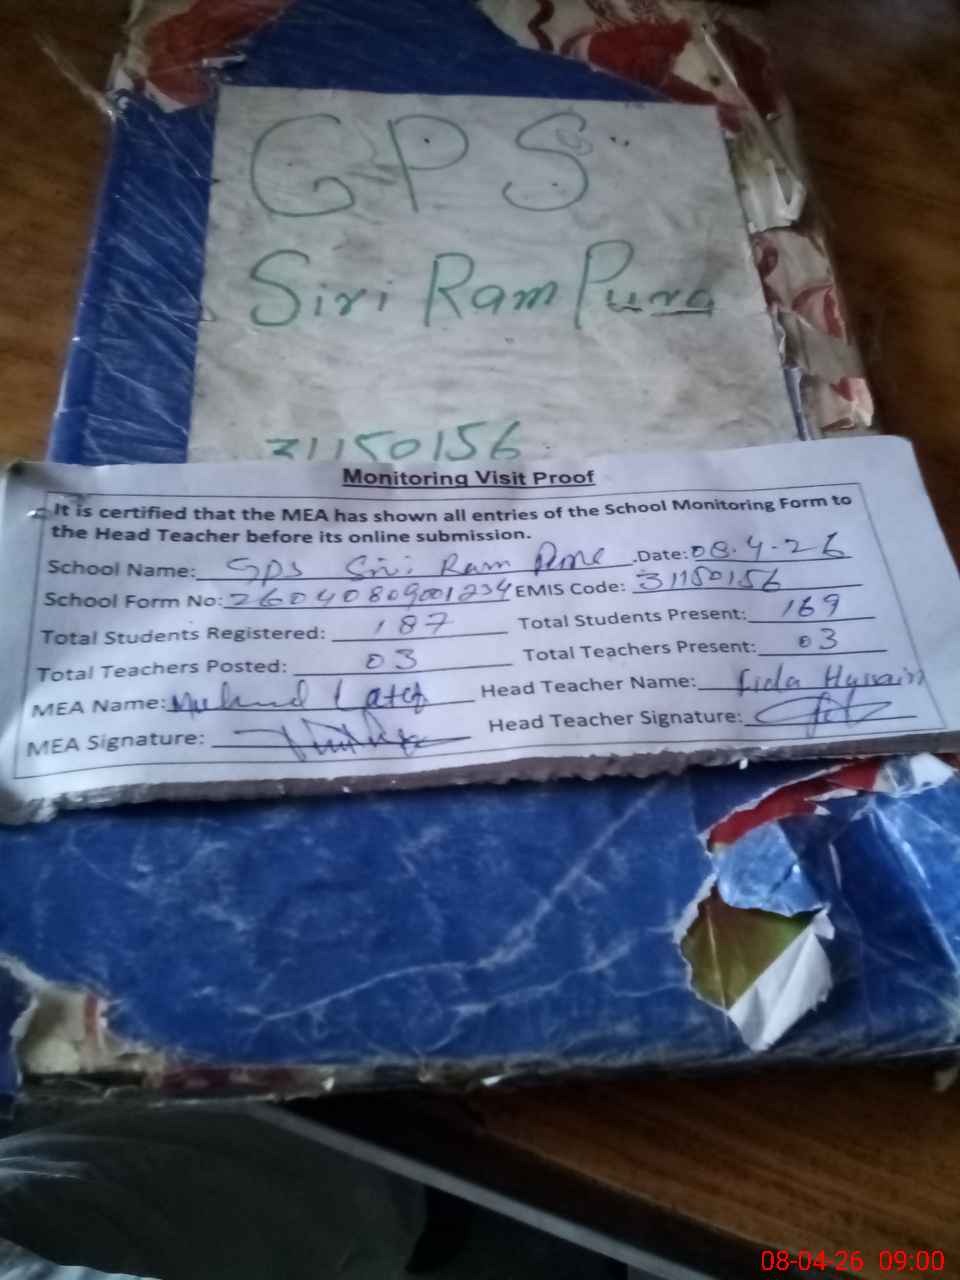 GPS
Siri Ram Pura
31150156
Monitoring Visit Proof
It is certified that the MEA has shown all entries of the School Monitoring Form to
the Head Teacher before its online submission.
School Name: GPS Siri Ram Pura .Date: 08.4.26
School Form No: 26040809001234 EMIS Code: 31150156
Total Students Registered: 187 Total Students Present: 169
Total Teachers Posted: 03 Total Teachers Present: 03
MEA Name: Head Teacher Name: Fida Hussain
MEA Signature: Head Teacher Signature:
08-04-26 09:00